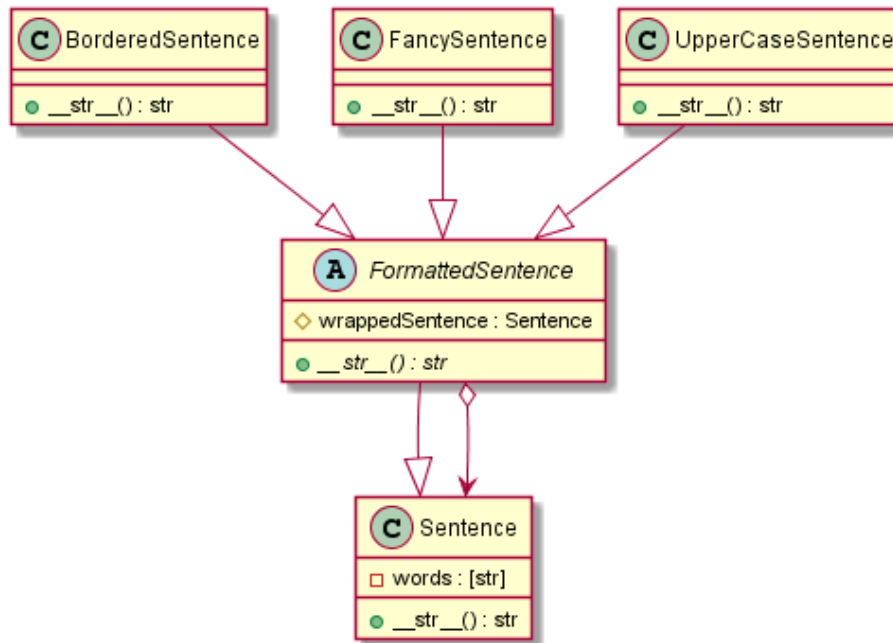 C BorderedSentence
__str__() : str
C FancySentence
__str__() : str
C UpperCaseSentence
__str__() : str
A FormattedSentence
wrappedSentence : Sentence
__str__() : str
C Sentence
words : [str]
__str__() : str